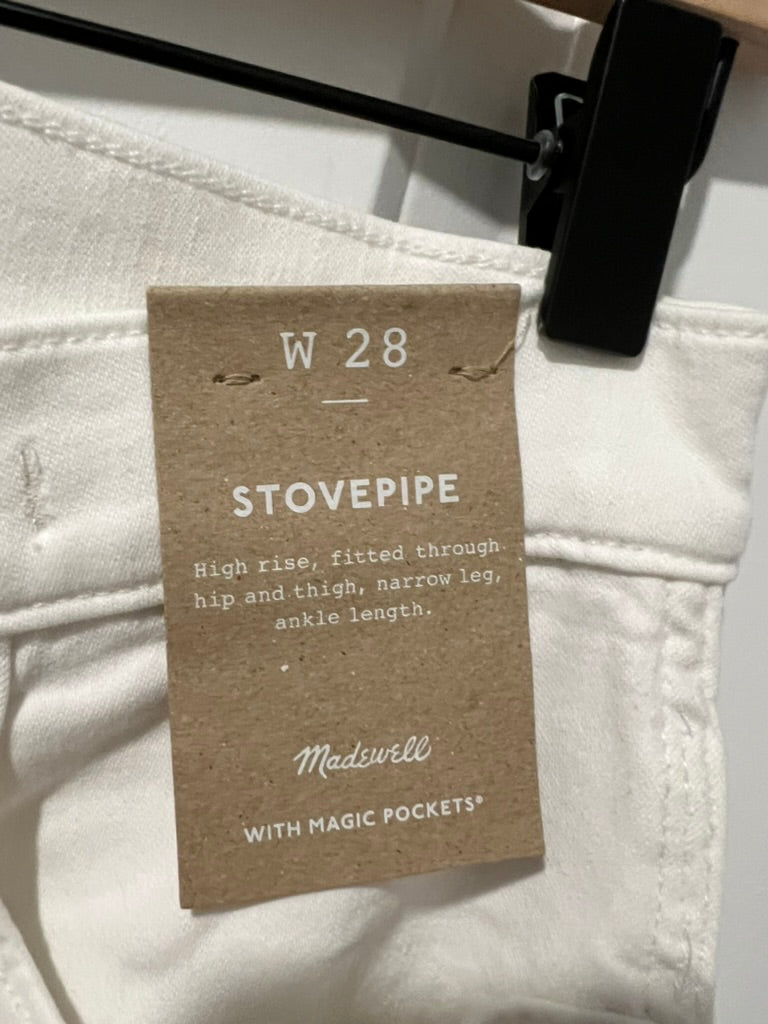 W 28
STOVEPIPE
High rise, fitted through
hip and thigh, narrow leg,
ankle length.
Madewell
WITH MAGIC POCKETS®